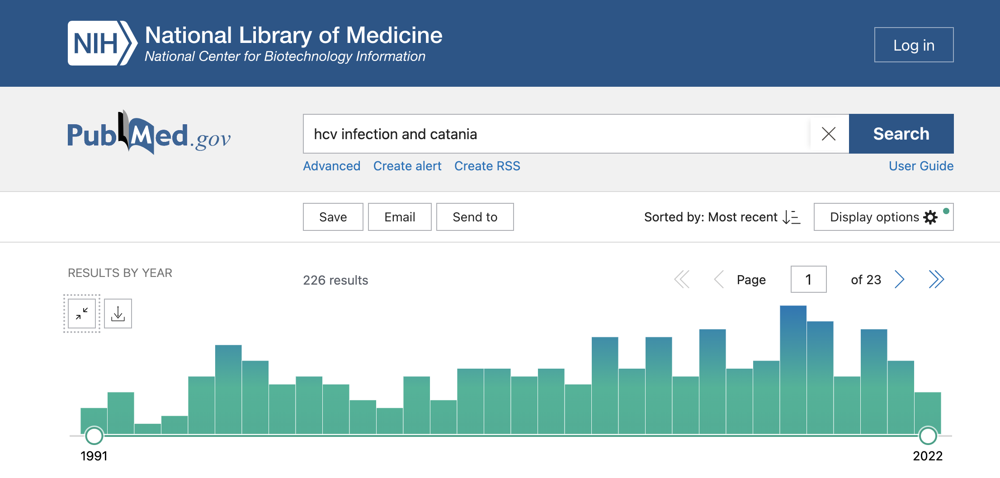 NIH National Library of Medicine
National Center for Biotechnology Information
Log in
PubMed.gov
hcv infection and catania
Search
Advanced Create alert Create RSS
User Guide
Save Email Send to
Sorted by: Most recent
Display options
RESULTS BY YEAR
226 results
Page 1 of 23
1991
2022